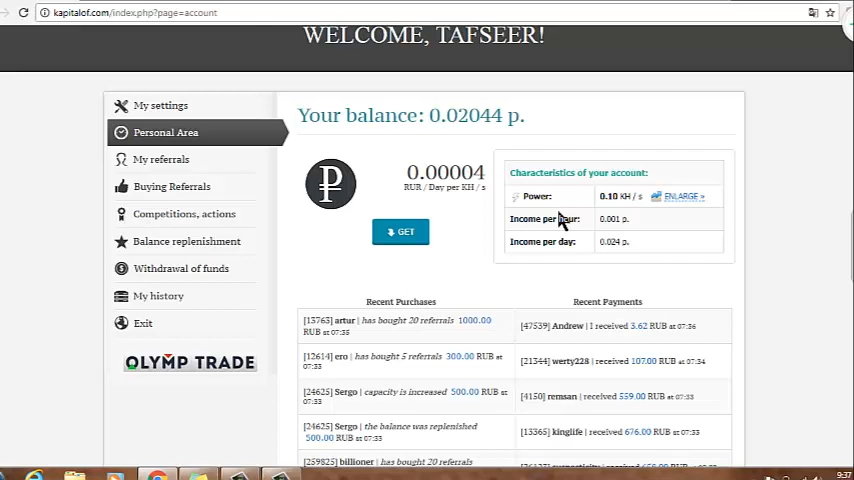 kapitalof.com/index.php?page=account
WELCOME, TAFSEER!
My settings
Personal Area
My referrals
Buying Referrals
Competitions, actions
Balance replenishment
Withdrawal of funds
My history
Exit
OLYMP TRADE
Your balance: 0.02044 p.
0.00004
RUR / Day per KH / s
GET
Characteristics of your account:
Power: 0.10 KH / s ENLARGE »
Income per hour: 0.001 p.
Income per day: 0.024 p.
Recent Purchases
[13763] artur | has bought 20 referrals 1000.00
RUB at 07:35
[12614] ero | has bought 5 referrals 300.00 RUB at
07:33
[24625] Sergo | capacity is increased 500.00 RUB at
07:33
[24625] Sergo | the balance was replenished
500.00 RUB at 07:33
[259825] billioner | has bought 20 referrals
Recent Payments
[47539] Andrew | I received 3.62 RUB at 07:36
[21344] werty228 | received 107.00 RUB at 07:34
[4150] remsan | received 559.00 RUB at 07:33
[13365] kinglife | received 676.00 RUB at 07:33
9:37